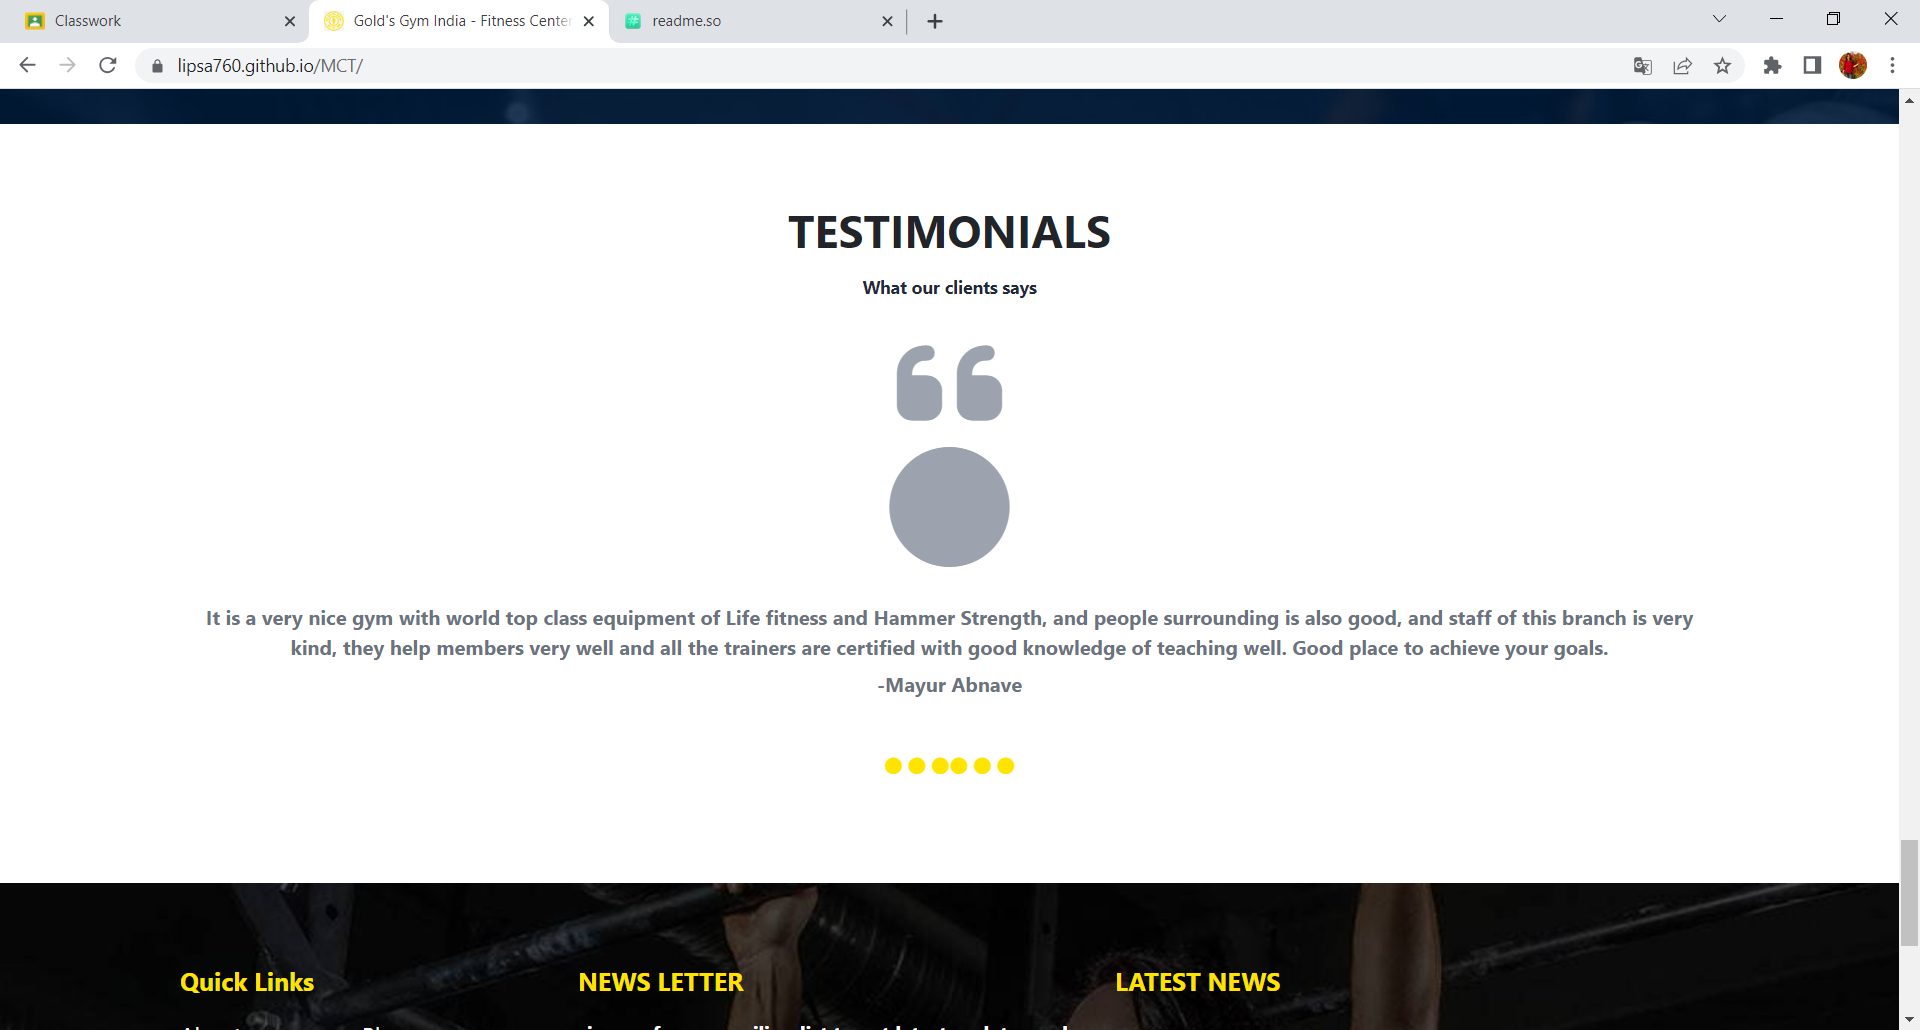 Classwork
Gold's Gym India - Fitness Center
readme.so
lipsa760.github.io/MCT/
TESTIMONIALS
What our clients says
It is a very nice gym with world top class equipment of Life fitness and Hammer Strength, and people surrounding is also good, and staff of this branch is very
kind, they help members very well and all the trainers are certified with good knowledge of teaching well. Good place to achieve your goals.
-Mayur Abnave
Quick Links
NEWS LETTER
LATEST NEWS